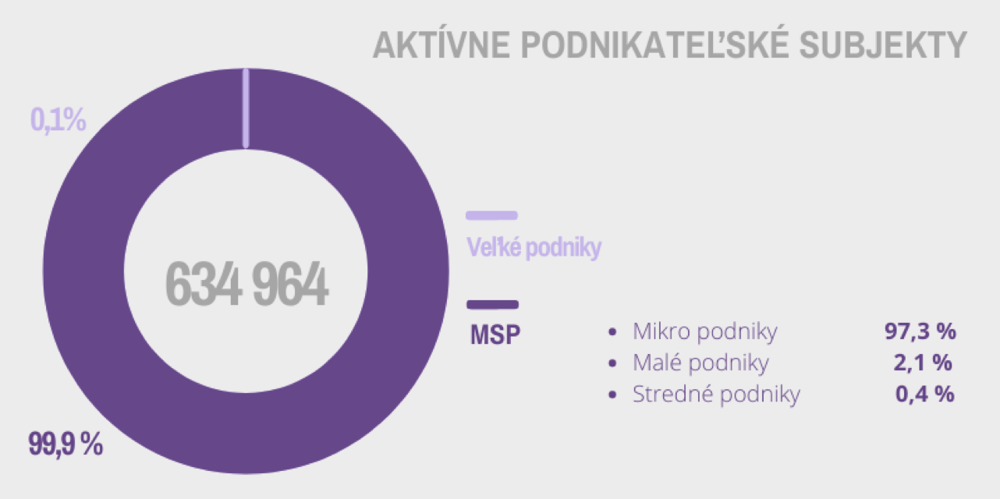 AKTÍVNE PODNIKATEĽSKÉ SUBJEKTY
0,1%
634 964
Veľké podniky
MSP
• Mikro podniky 97,3 %
• Malé podniky 2,1 %
• Stredné podniky 0,4 %
99,9 %